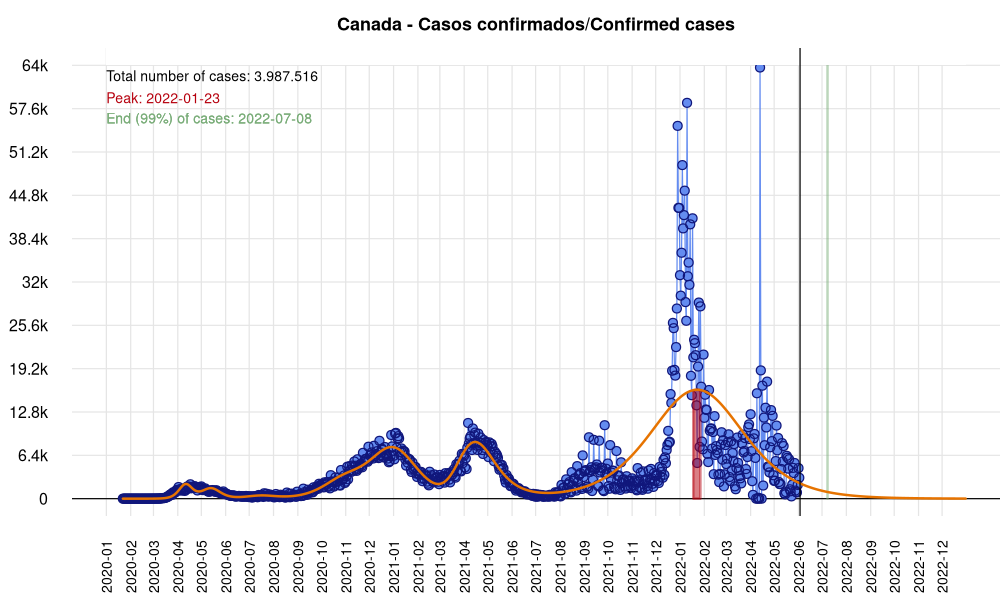 Canada - Casos confirmados/Confirmed cases
Total number of cases: 3.987.516
Peak: 2022-01-23
End (99%) of cases: 2022-07-08
64k
57.6k
51.2k
44.8k
38.4k
32k
25.6k
19.2k
12.8k
6.4k
0
2020-01
2020-02
2020-03
2020-04
2020-05
2020-06
2020-07
2020-08
2020-09
2020-10
2020-11
2020-12
2021-01
2021-02
2021-03
2021-04
2021-05
2021-06
2021-07
2021-08
2021-09
2021-10
2021-11
2021-12
2022-01
2022-02
2022-03
2022-04
2022-05
2022-06
2022-07
2022-08
2022-09
2022-10
2022-11
2022-12